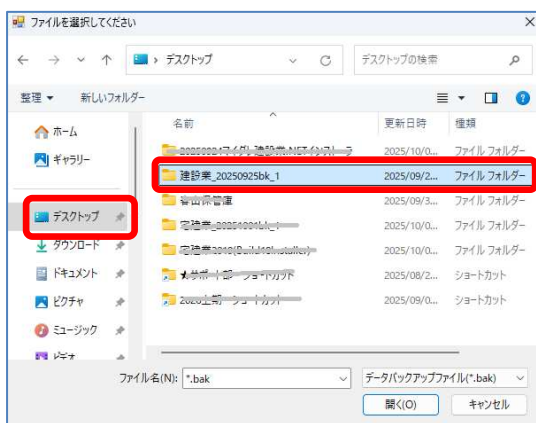 ファイルを選択してください
デスクトップ
デスクトップの検索
整理 新しいフォルダー
名前 更新日時 種類
ホーム
ギャラリー
デスクトップ
ダウンロード
ドキュメント
ピクチャ
ミュージック
ビデオ
2025/10/0... ファイル フォルダー
建設業_20250925bk_1 2025/09/2... ファイル フォルダー
2025/09/3... ファイル フォルダー
2025/10/0... ファイル フォルダー
2025/10/0... ファイル フォルダー
2025/08/2... ショートカット
2025/09/0... ショートカット
ファイル名(N): *.bak データバックアップファイル(*.bak)
開く(O) キャンセル